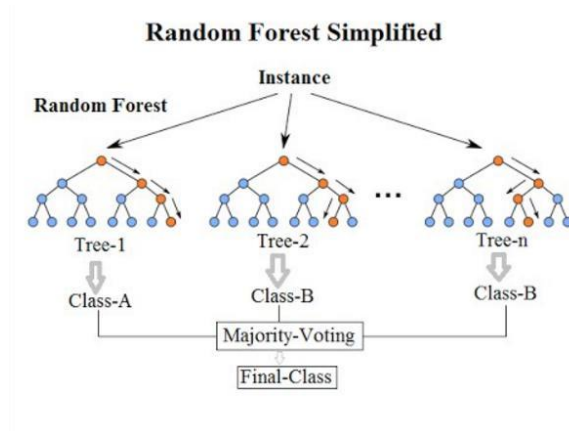 Random Forest Simplified
Instance
Random Forest
...
Tree-1
Tree-2
Tree-n
Class-A
Class-B
Class-B
Majority-Voting
Final-Class